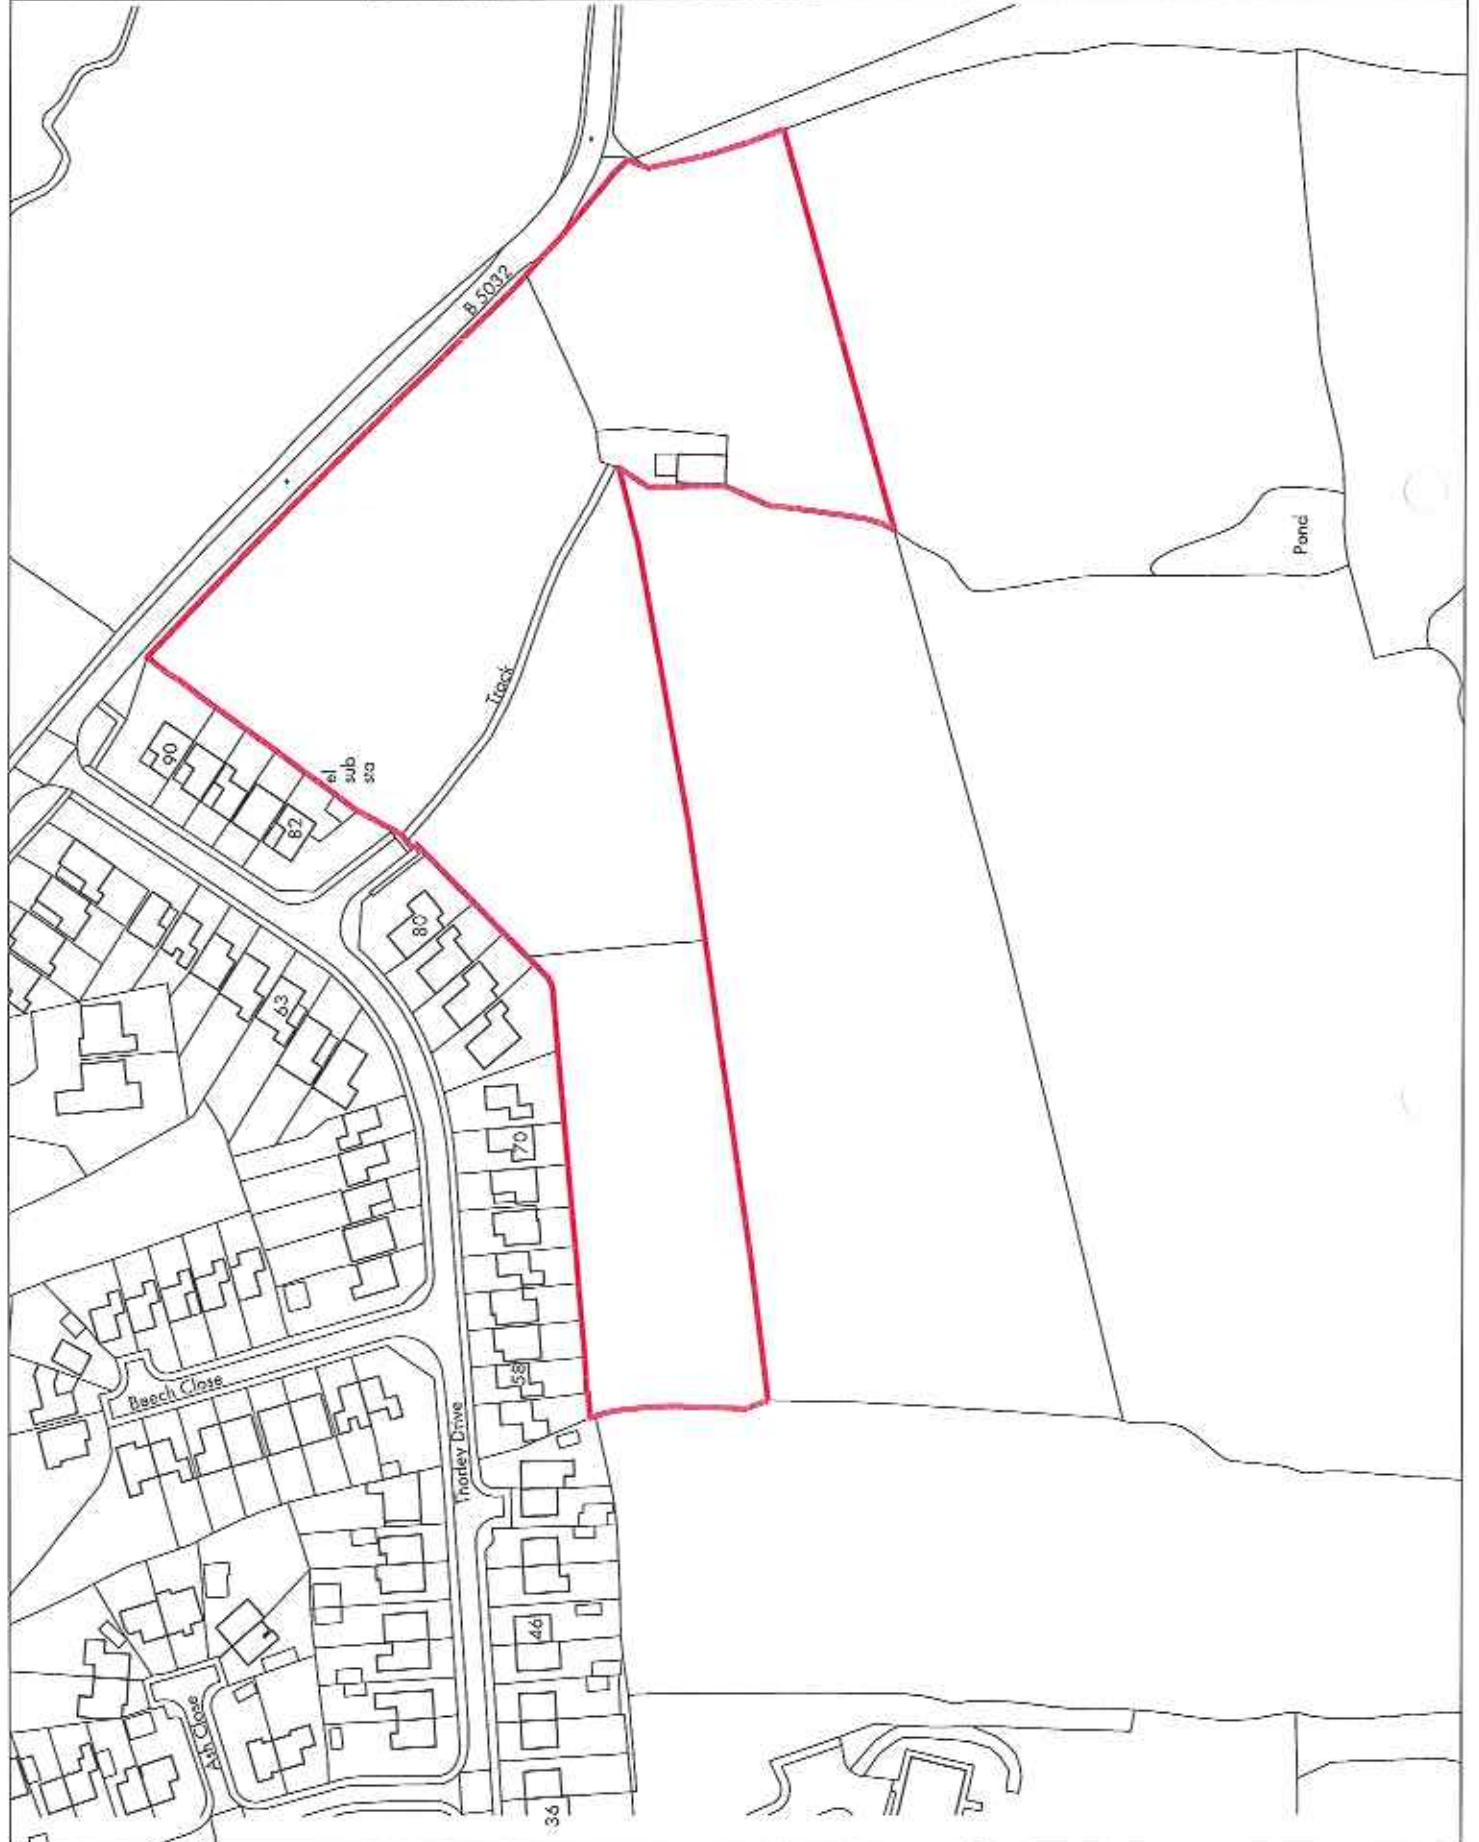 B 5032
Pond
Track
90
el
sub
sta
82
80
63
70
58
Beech Close
Thorley Drive
46
Ash Close
36